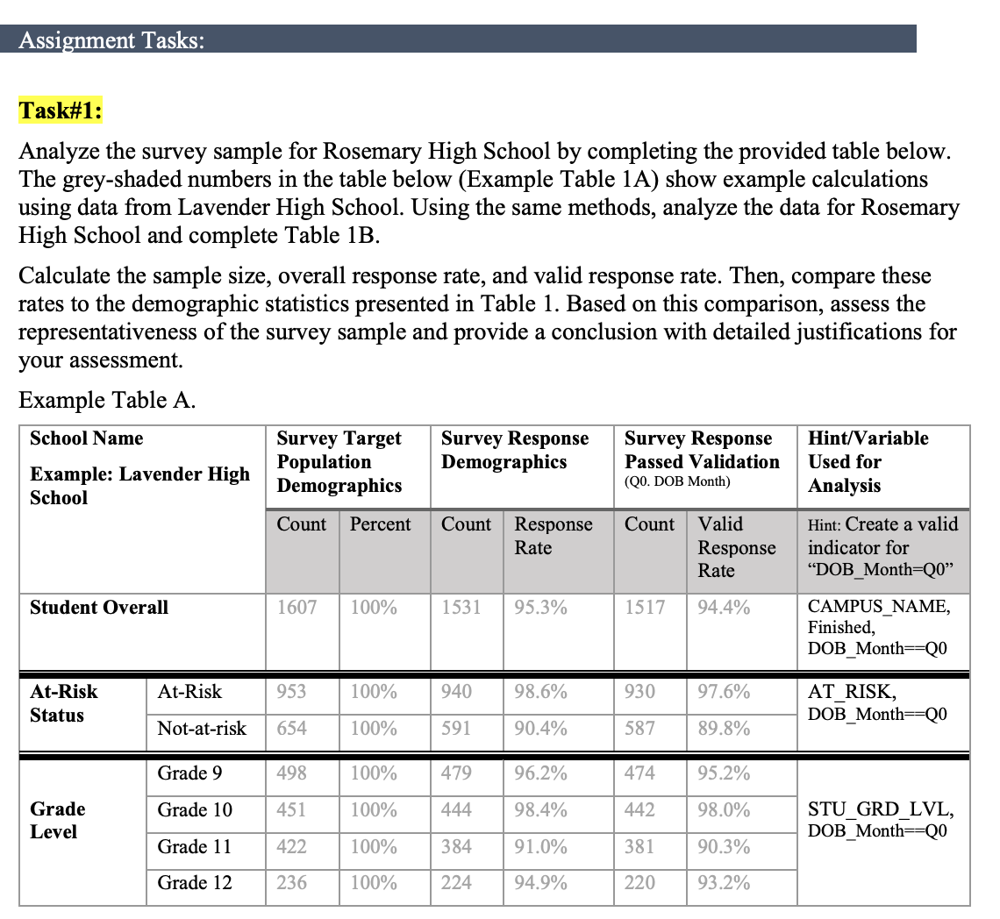 Assignment Tasks:
Task#1:
Analyze the survey sample for Rosemary High School by completing the provided table below.
The grey-shaded numbers in the table below (Example Table 1A) show example calculations
using data from Lavender High School. Using the same methods, analyze the data for Rosemary
High School and complete Table 1B.
Calculate the sample size, overall response rate, and valid response rate. Then, compare these
rates to the demographic statistics presented in Table 1. Based on this comparison, assess the
representativeness of the survey sample and provide a conclusion with detailed justifications for
your assessment.
Example Table A.
School Name
Example: Lavender High
School
Survey Target
Population
Demographics
Survey Response
Demographics
Survey Response
Passed Validation
(Q0. DOB Month)
Hint/Variable
Used for
Analysis
Count Percent Count Response
Rate
Count Valid
Response
Rate
Hint: Create a valid
indicator for
“DOB_Month=Q0”
Student Overall 1607 100% 1531 95.3% 1517 94.4% CAMPUS_NAME,
Finished,
DOB_Month==Q0
At-Risk
Status
At-Risk 953 100% 940 98.6% 930 97.6% AT_RISK,
DOB_Month==Q0
Not-at-risk 654 100% 591 90.4% 587 89.8%
Grade
Level
Grade 9 498 100% 479 96.2% 474 95.2%
Grade 10 451 100% 444 98.4% 442 98.0% STU_GRD_LVL,
DOB_Month==Q0
Grade 11 422 100% 384 91.0% 381 90.3%
Grade 12 236 100% 224 94.9% 220 93.2%